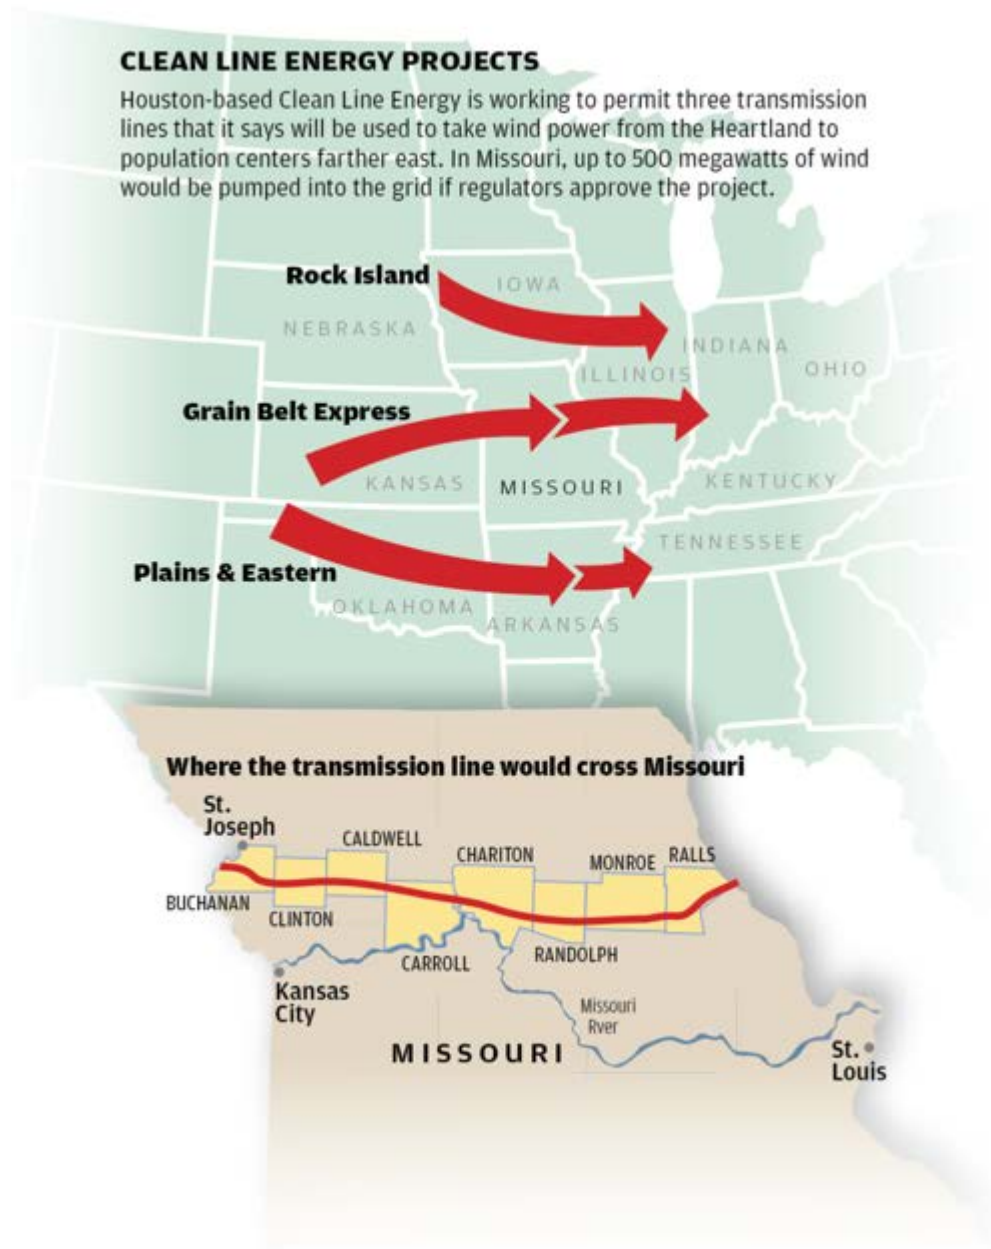 CLEAN LINE ENERGY PROJECTS
Houston-based Clean Line Energy is working to permit three transmission
lines that it says will be used to take wind power from the Heartland to
population centers farther east. In Missouri, up to 500 megawatts of wind
would be pumped into the grid if regulators approve the project.
Rock Island
IOWA
NEBRASKA
INDIANA
ILLINOIS
OHIO
Grain Belt Express
KANSAS
MISSOURI
KENTUCKY
TENNESSEE
Plains & Eastern
OKLAHOMA
ARKANSAS
Where the transmission line would cross Missouri
St.
Joseph
CALDWELL
CHARITON
MONROE
RALLS
BUCHANAN
CLINTON
CARROLL
RANDOLPH
Kansas
City
Missouri
Rver
MISSOURI
St.
Louis